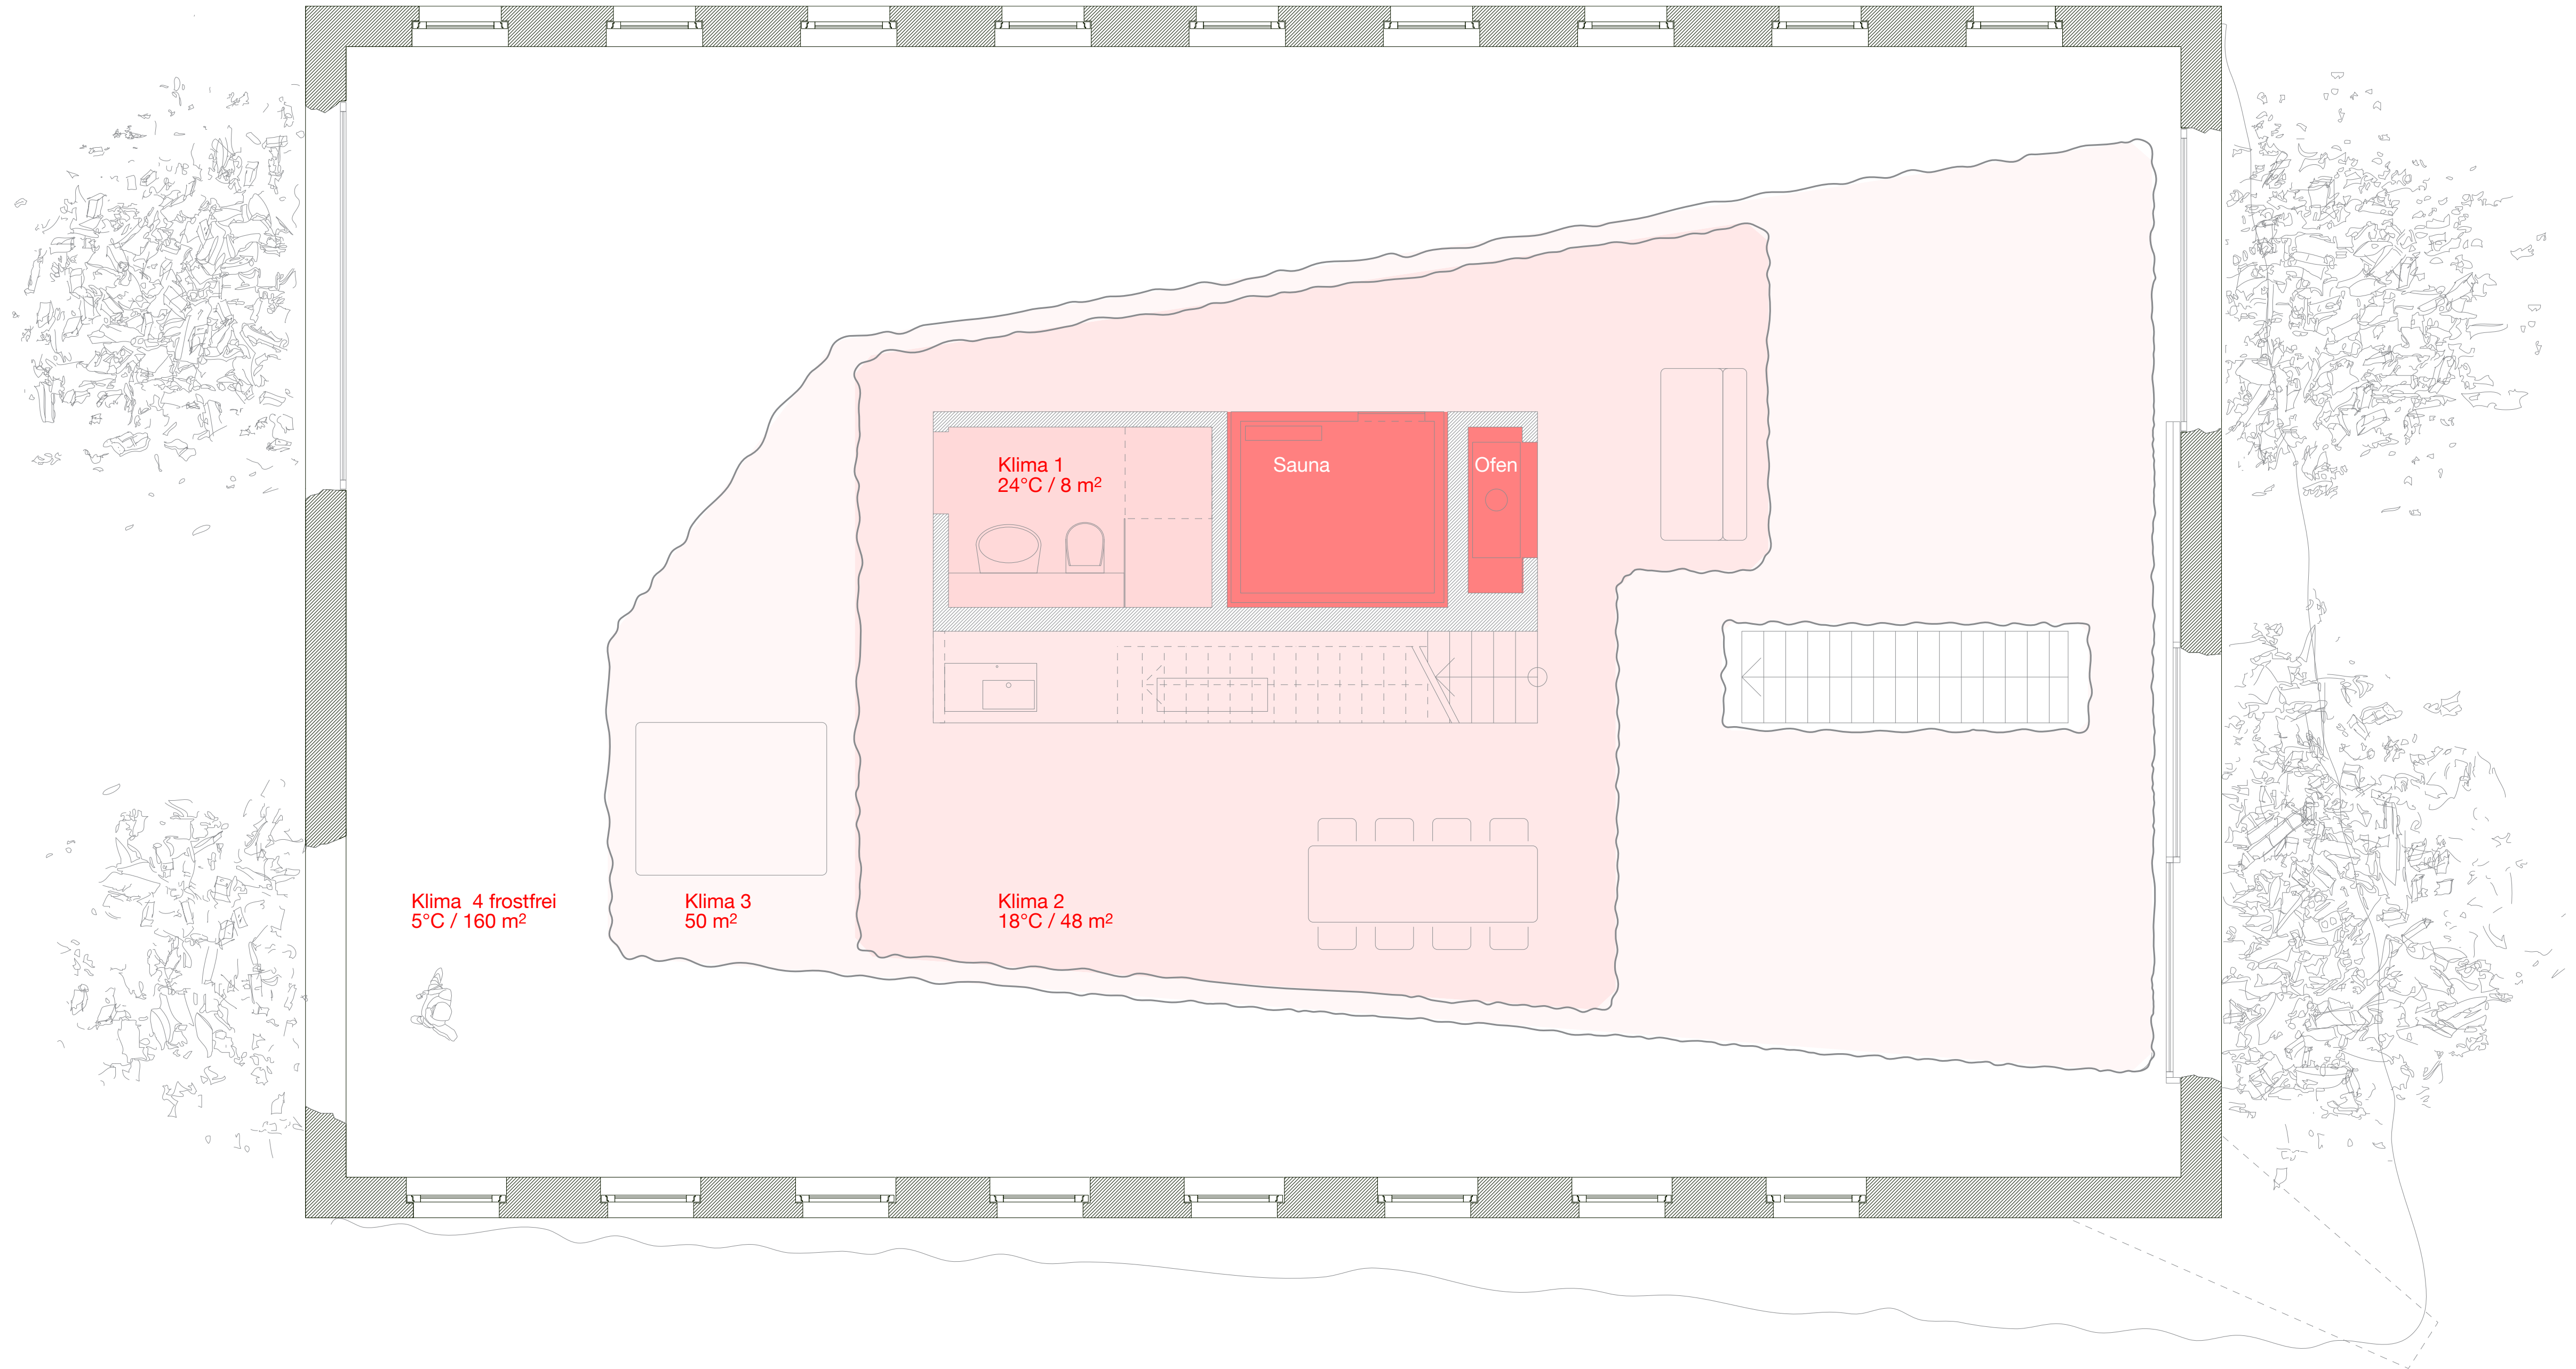 Klima 1
24°C / 8 m²
Sauna
Ofen
Klima  4 frostfrei
5°C / 160 m²
Klima 3
50 m²
Klima 2
18°C / 48 m²